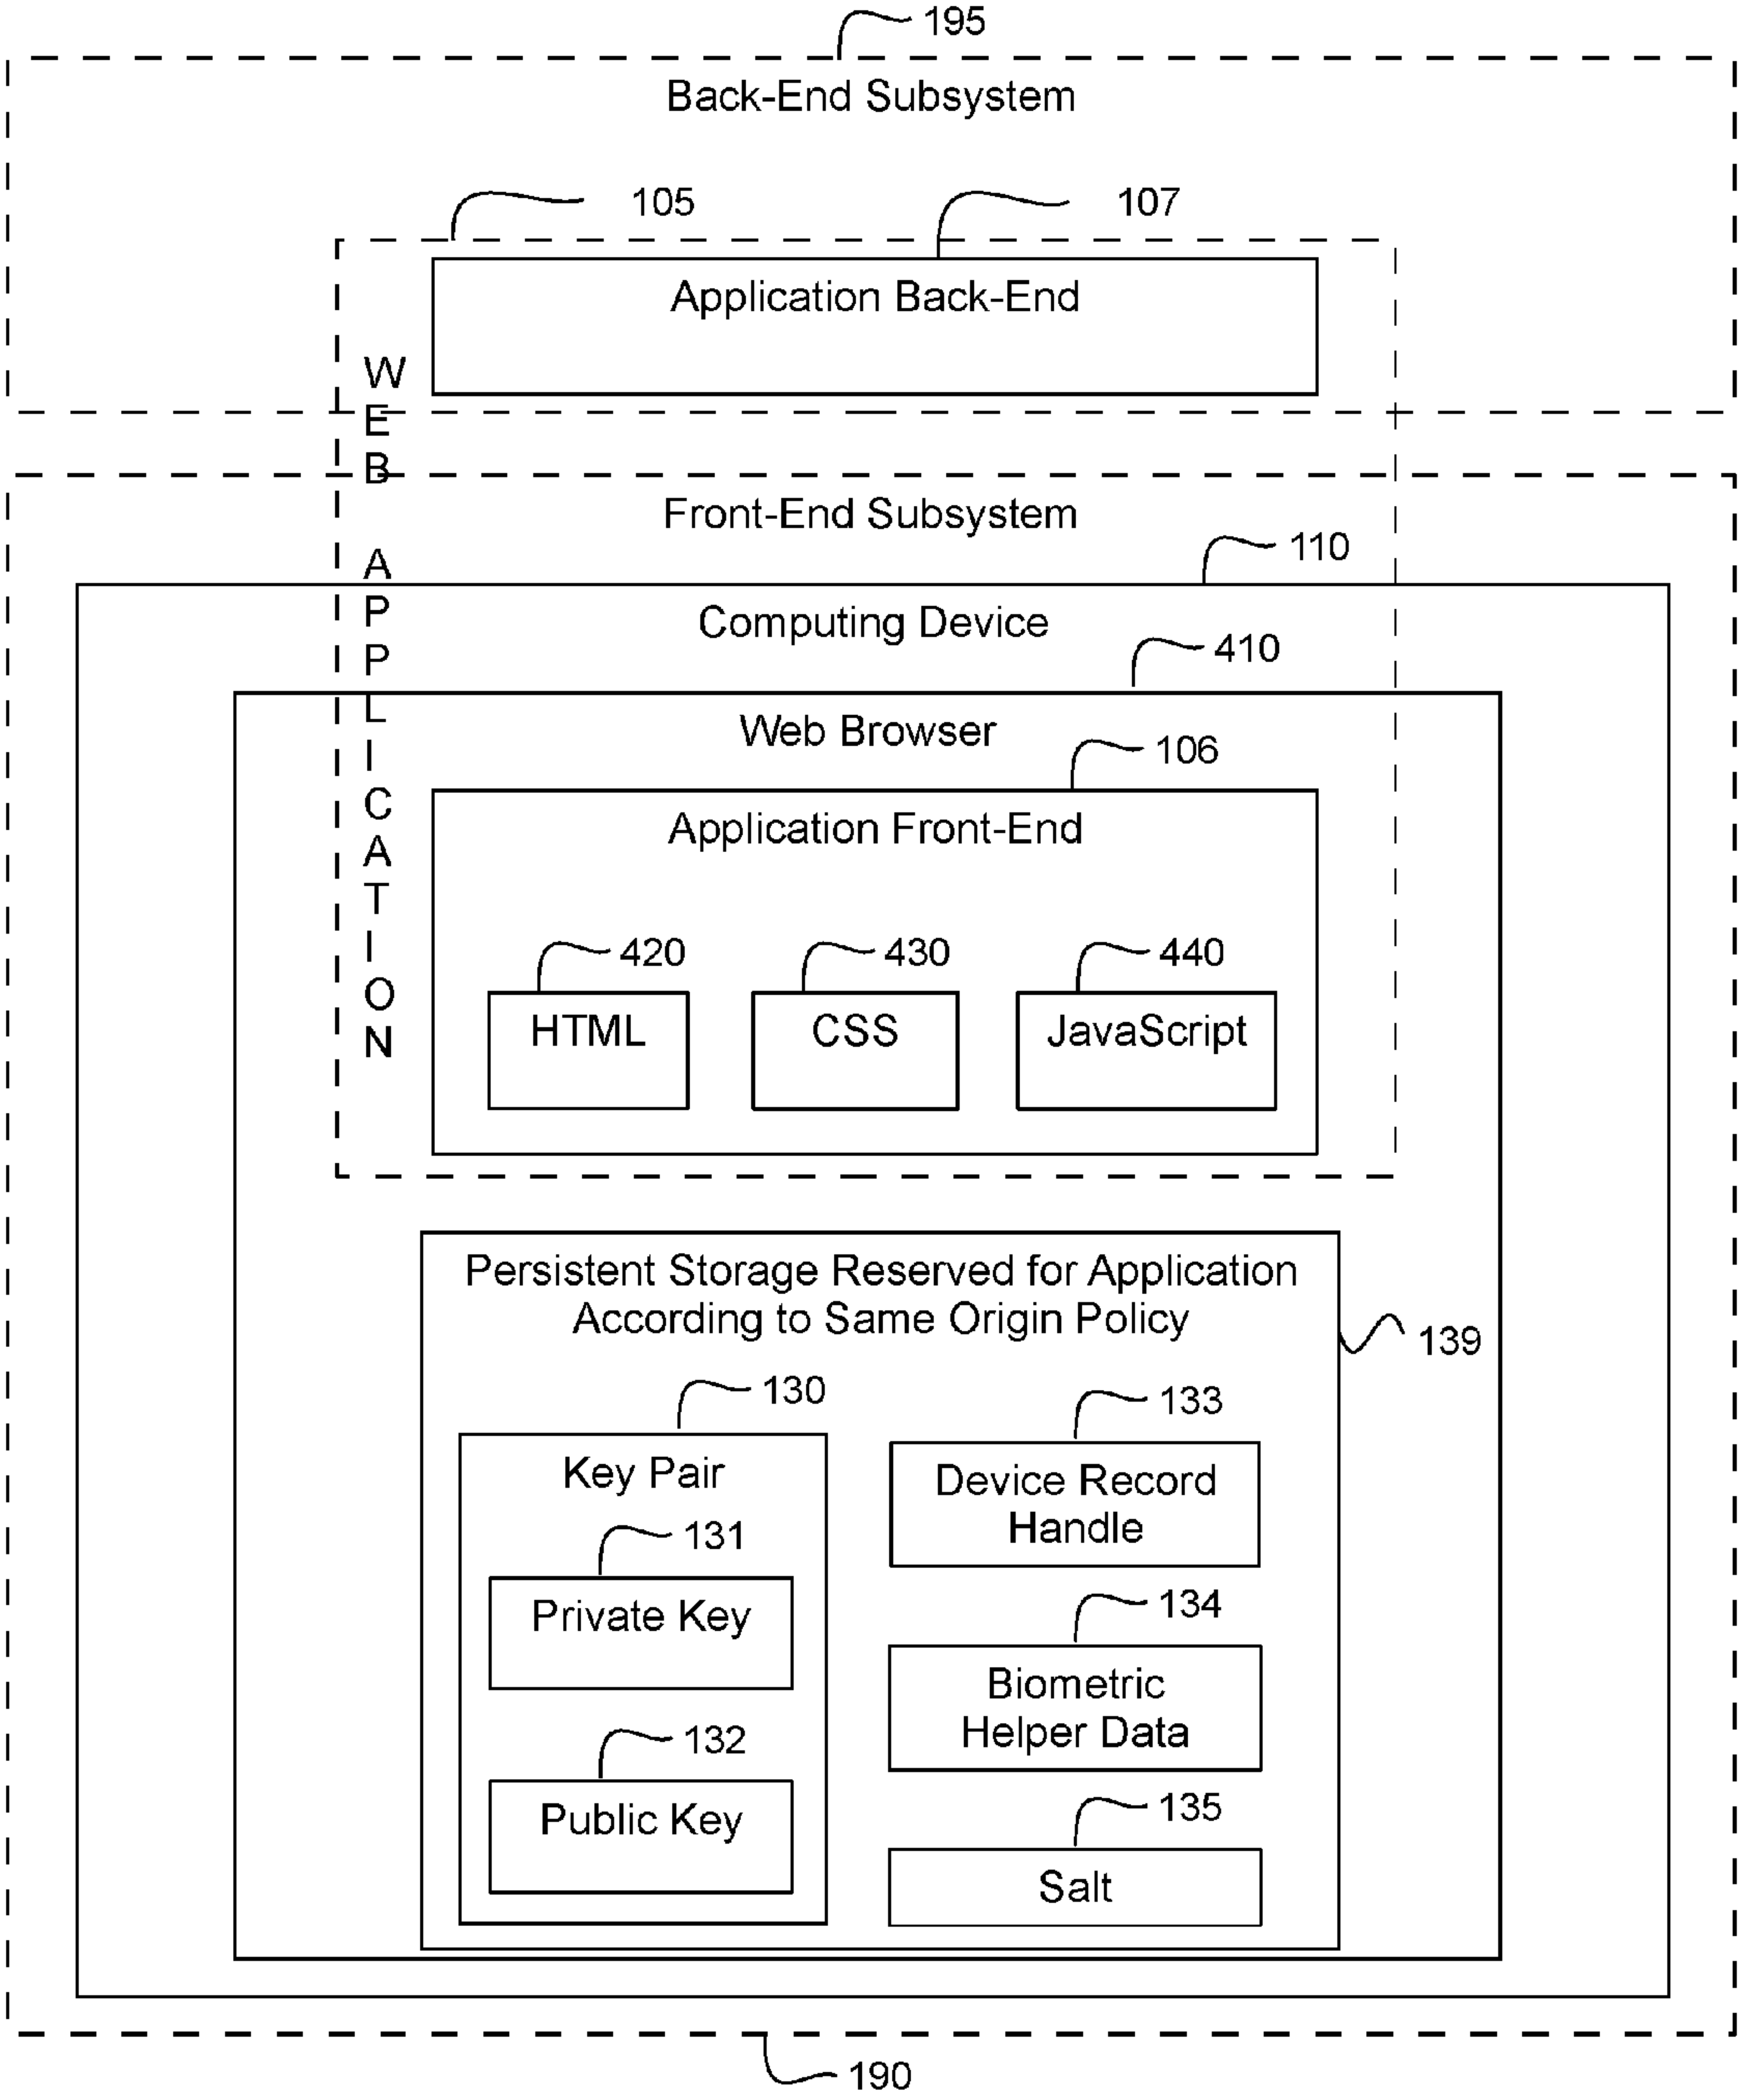 195
Back-End Subsystem
105
107
Application Back-End
WEB APPLICATION
Front-End Subsystem
110
Computing Device
410
Web Browser
106
Application Front-End
420
430
440
HTML
CSS
JavaScript
Persistent Storage Reserved for Application
According to Same Origin Policy
139
130
Key Pair
131
Private Key
132
Public Key
133
Device Record
Handle
134
Biometric
Helper Data
135
Salt
190